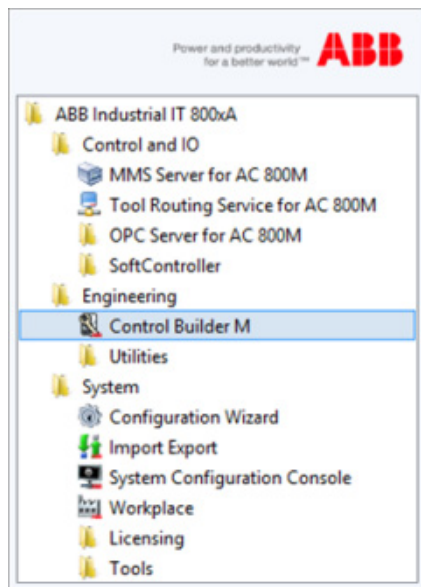 Power and productivity
for a better world™
ABB
ABB Industrial IT 800xA
Control and IO
MMS Server for AC 800M
Tool Routing Service for AC 800M
OPC Server for AC 800M
SoftController
Engineering
Control Builder M
Utilities
System
Configuration Wizard
Import Export
System Configuration Console
Workplace
Licensing
Tools